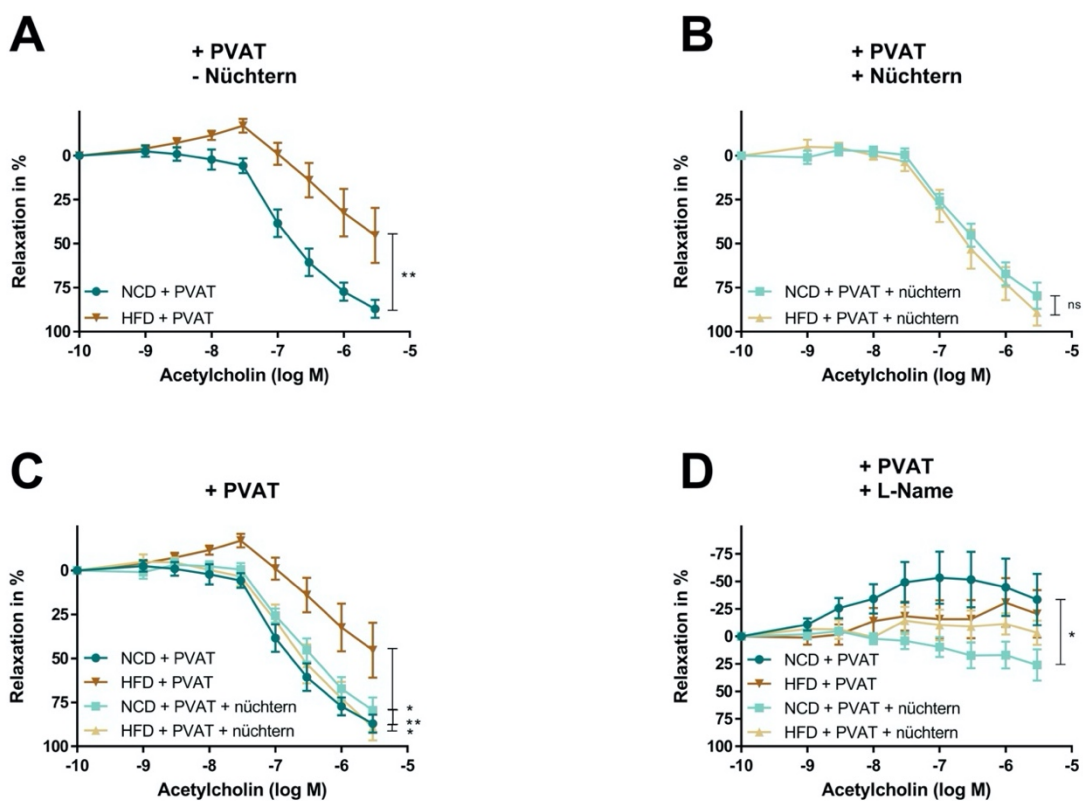 A
+ PVAT
- Nüchtern
0
25
50
75
100
Relaxation in %
NCD + PVAT
HFD + PVAT
**
-10 -9 -8 -7 -6 -5
Acetylcholin (log M)
B
+ PVAT
+ Nüchtern
0
25
50
75
100
Relaxation in %
NCD + PVAT + nüchtern
HFD + PVAT + nüchtern
ns
-10 -9 -8 -7 -6 -5
Acetylcholin (log M)
C
+ PVAT
0
25
50
75
100
Relaxation in %
NCD + PVAT
HFD + PVAT
NCD + PVAT + nüchtern
HFD + PVAT + nüchtern
*
**
*
-10 -9 -8 -7 -6 -5
Acetylcholin (log M)
D
+ PVAT
+ L-Name
-75
-50
-25
0
25
50
75
100
Relaxation in %
NCD + PVAT
HFD + PVAT
NCD + PVAT + nüchtern
HFD + PVAT + nüchtern
*
-10 -9 -8 -7 -6 -5
Acetylcholin (log M)